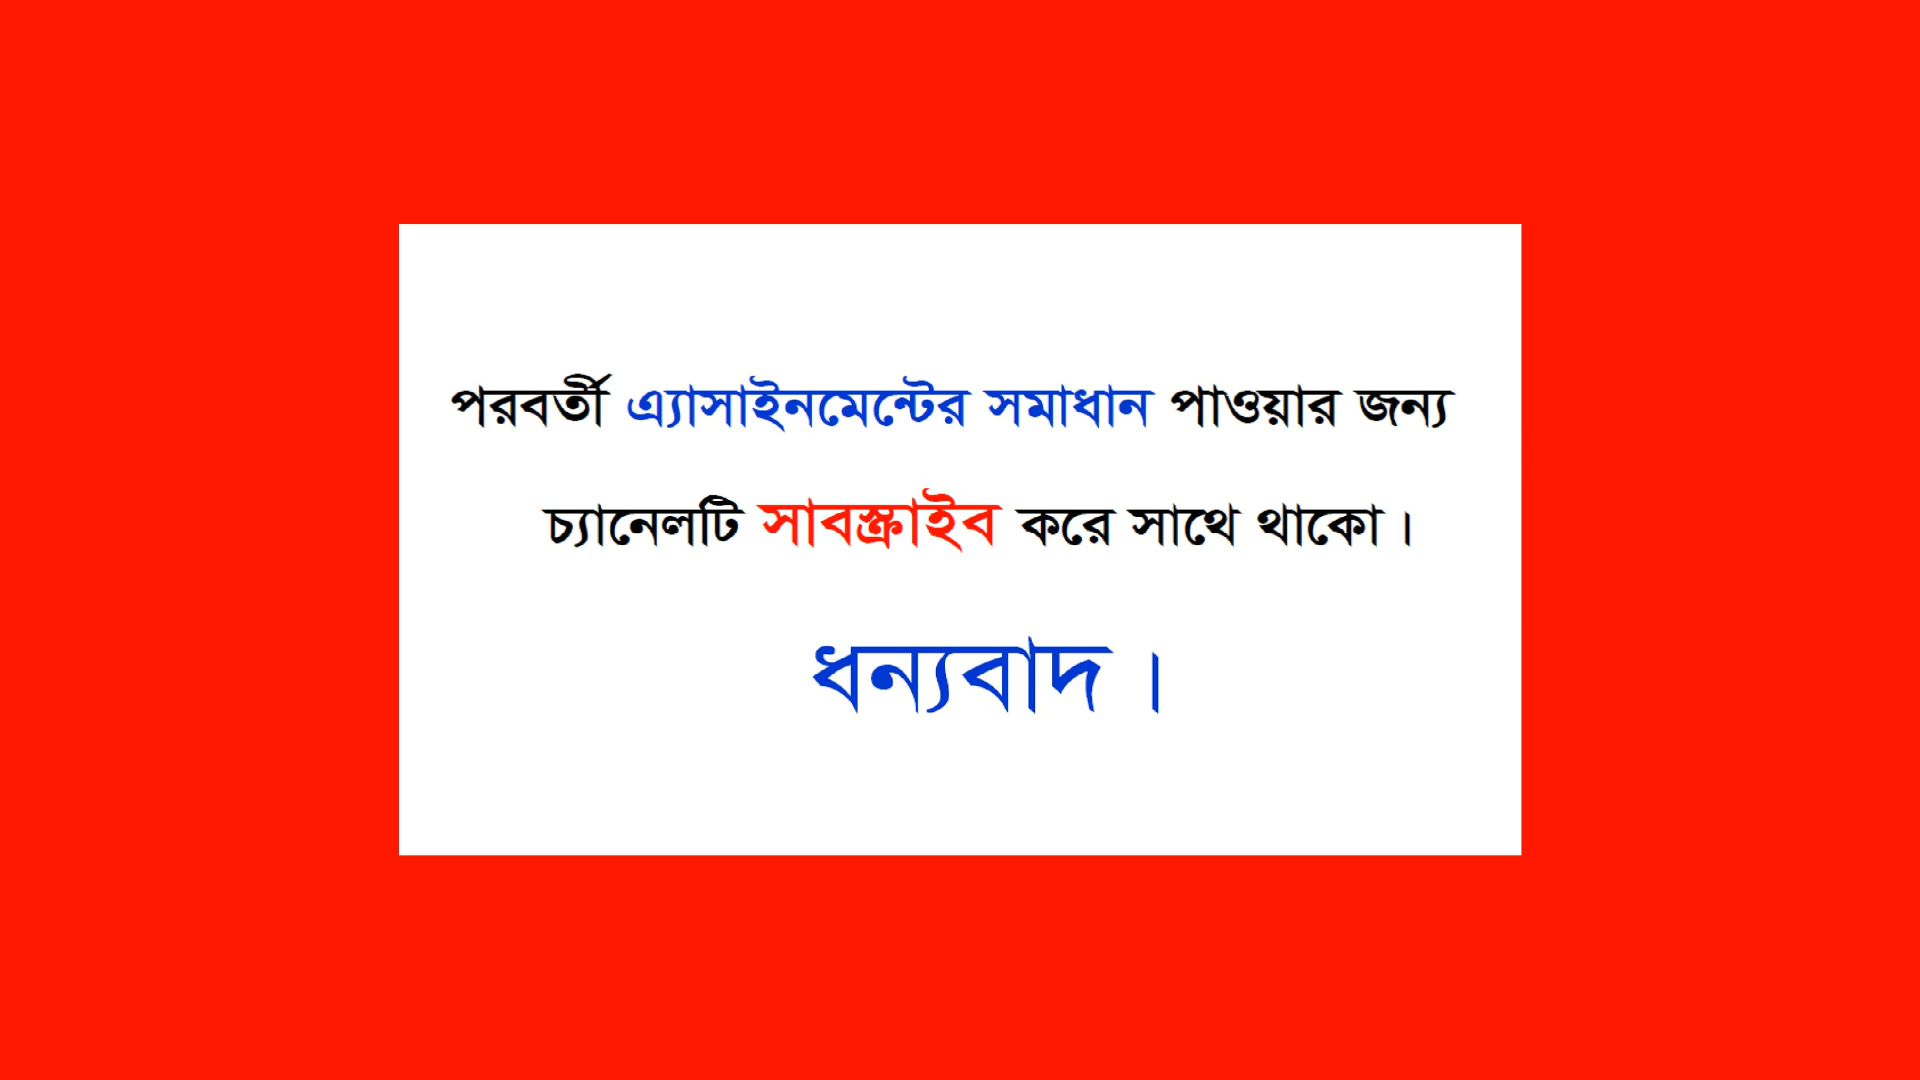 পরবর্তী এ্যাসাইনমেন্টের সমাধান পাওয়ার জন্য
চ্যানেলটি সাবস্ক্রাইব করে সাথে থাকো।
ধন্যবাদ ।